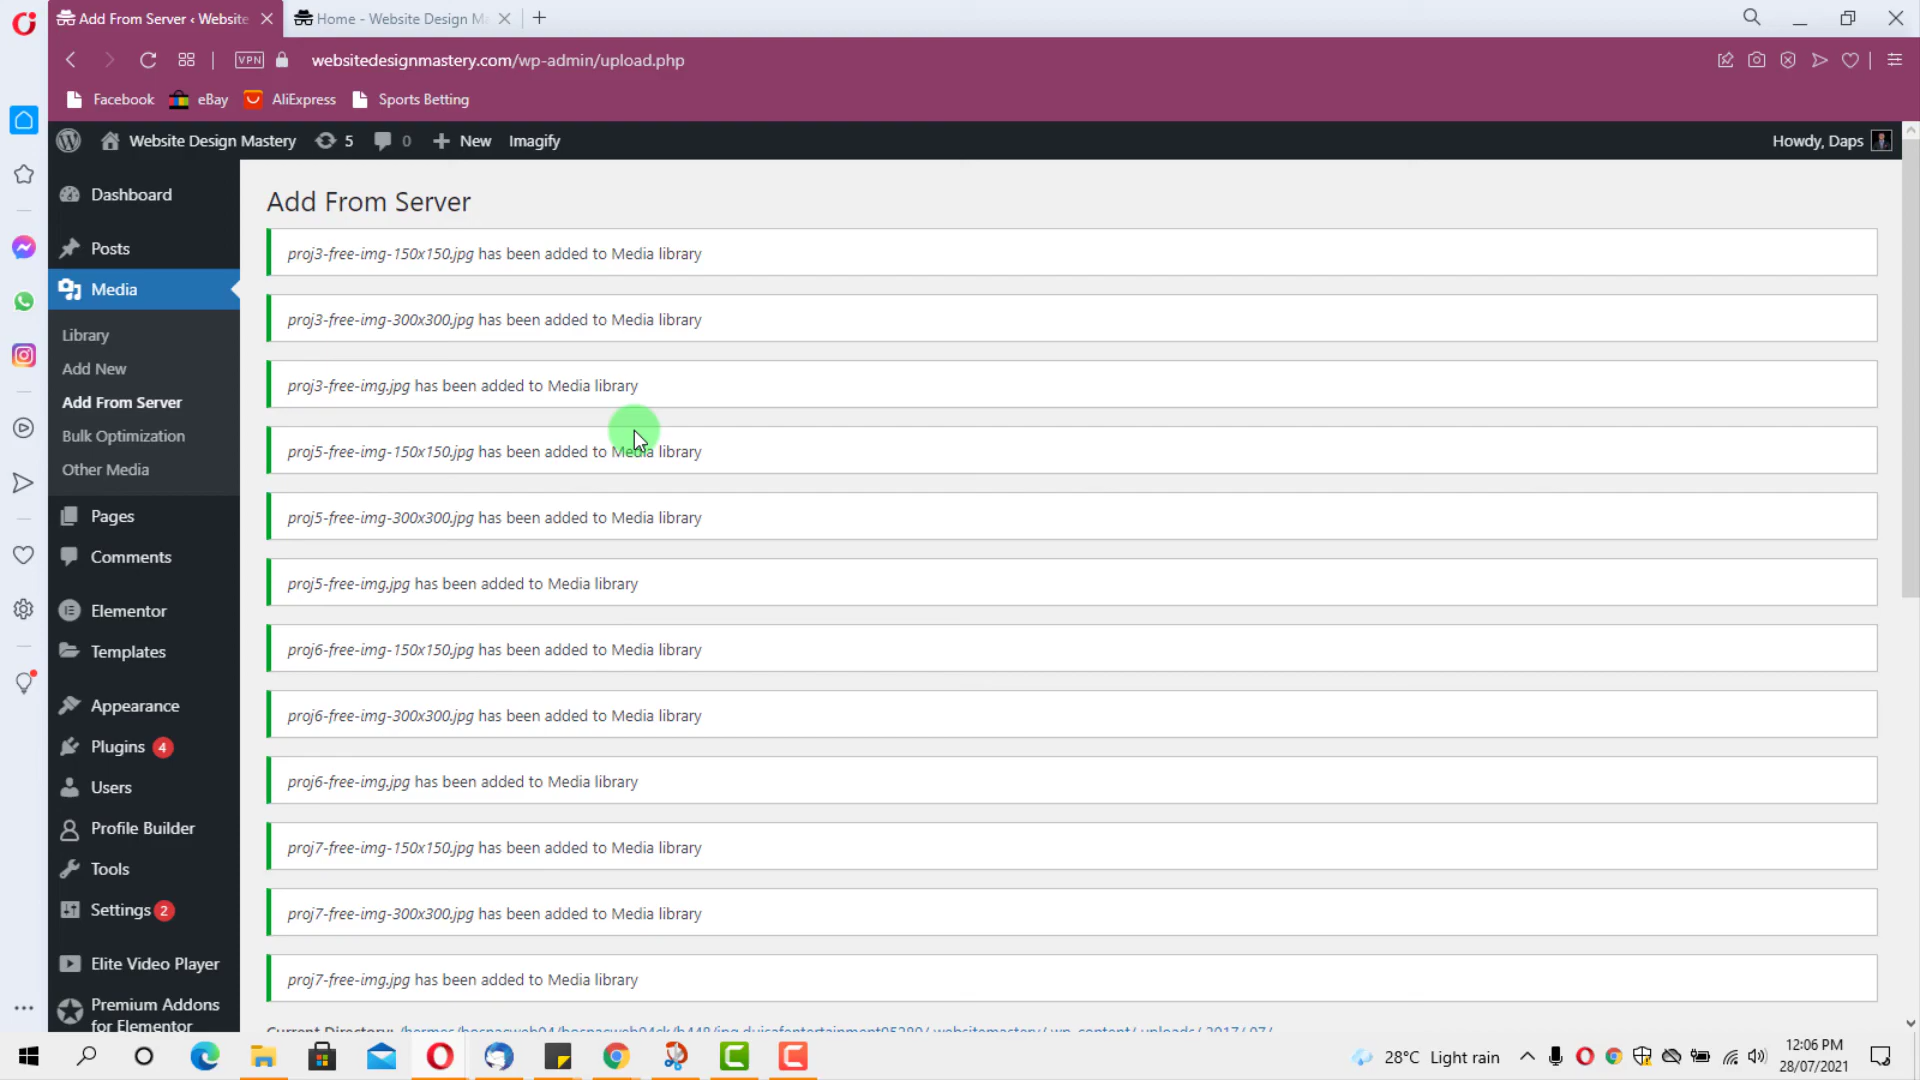 Add From Server ‹ Website
Home - Website Design Ma
VPN
websitedesignmastery.com/wp-admin/upload.php
Facebook
eBay
AliExpress
Sports Betting
Website Design Mastery
5
0
New
Imagify
Howdy, Daps
Dashboard
Posts
Media
Library
Add New
Add From Server
Bulk Optimization
Other Media
Pages
Comments
Elementor
Templates
Appearance
Plugins 4
Users
Profile Builder
Tools
Settings 2
Elite Video Player
Premium Addons
for Elementor
Add From Server
proj3-free-img-150x150.jpg has been added to Media library
proj3-free-img-300x300.jpg has been added to Media library
proj3-free-img.jpg has been added to Media library
proj5-free-img-150x150.jpg has been added to Media library
proj5-free-img-300x300.jpg has been added to Media library
proj5-free-img.jpg has been added to Media library
proj6-free-img-150x150.jpg has been added to Media library
proj6-free-img-300x300.jpg has been added to Media library
proj6-free-img.jpg has been added to Media library
proj7-free-img-150x150.jpg has been added to Media library
proj7-free-img-300x300.jpg has been added to Media library
proj7-free-img.jpg has been added to Media library
Current Directory:
28°C Light rain
12:06 PM
28/07/2021